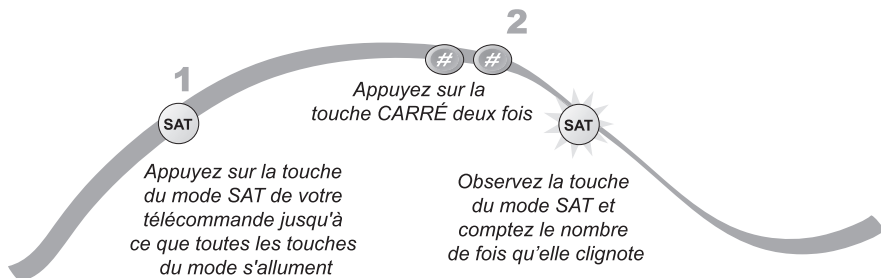 1
SAT
Appuyez sur la touche
du mode SAT de votre
télécommande jusqu'à
ce que toutes les touches
du mode s'allument
2
# #
Appuyez sur la
touche CARRÉ deux fois
SAT
Observez la touche
du mode SAT et
comptez le nombre
de fois qu'elle clignote